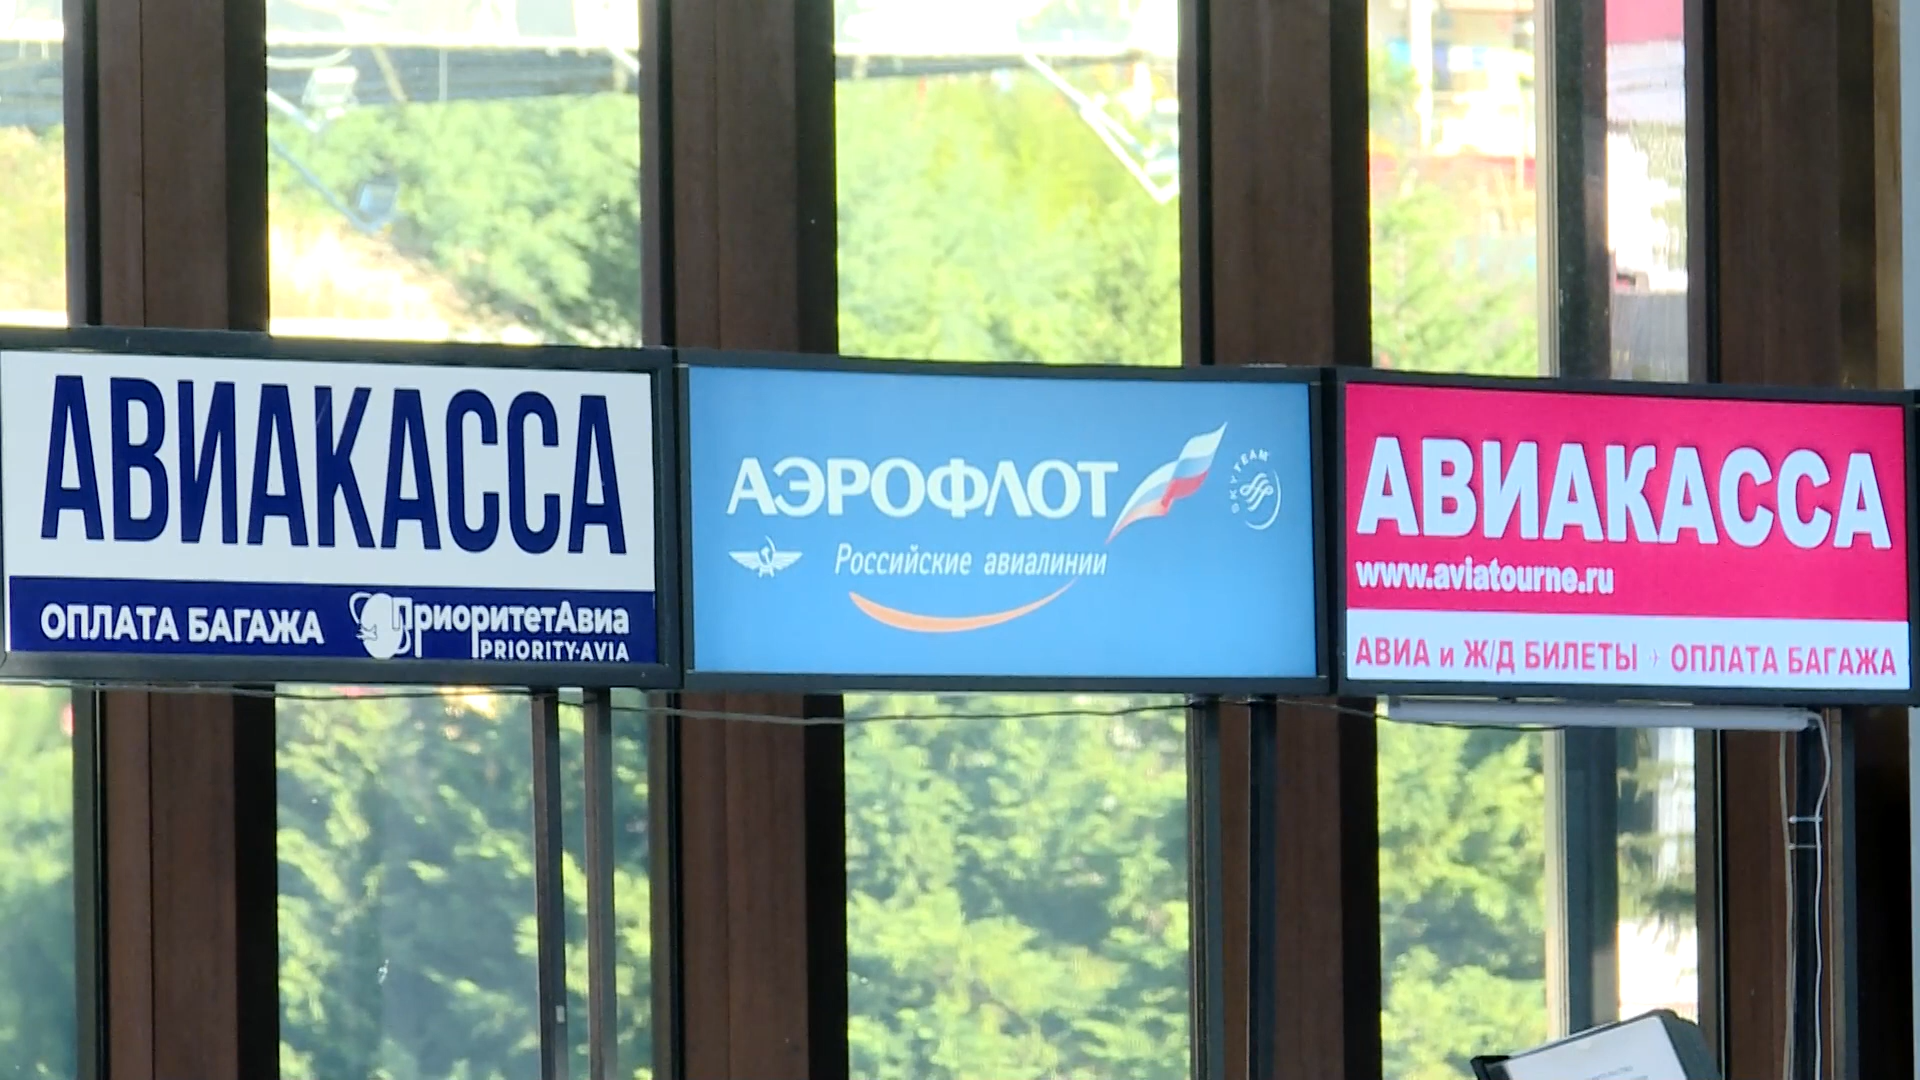 АВИАКАССА
ОПЛАТА БАГАЖА
ПриоритетАвиа
PRIORITY·AVIA
АЭРОФЛОТ
SKYTEAM
Российские авиалинии
АВИАКАССА
www.aviatourne.ru
АВИА и Ж/Д БИЛЕТЫ ОПЛАТА БАГАЖА